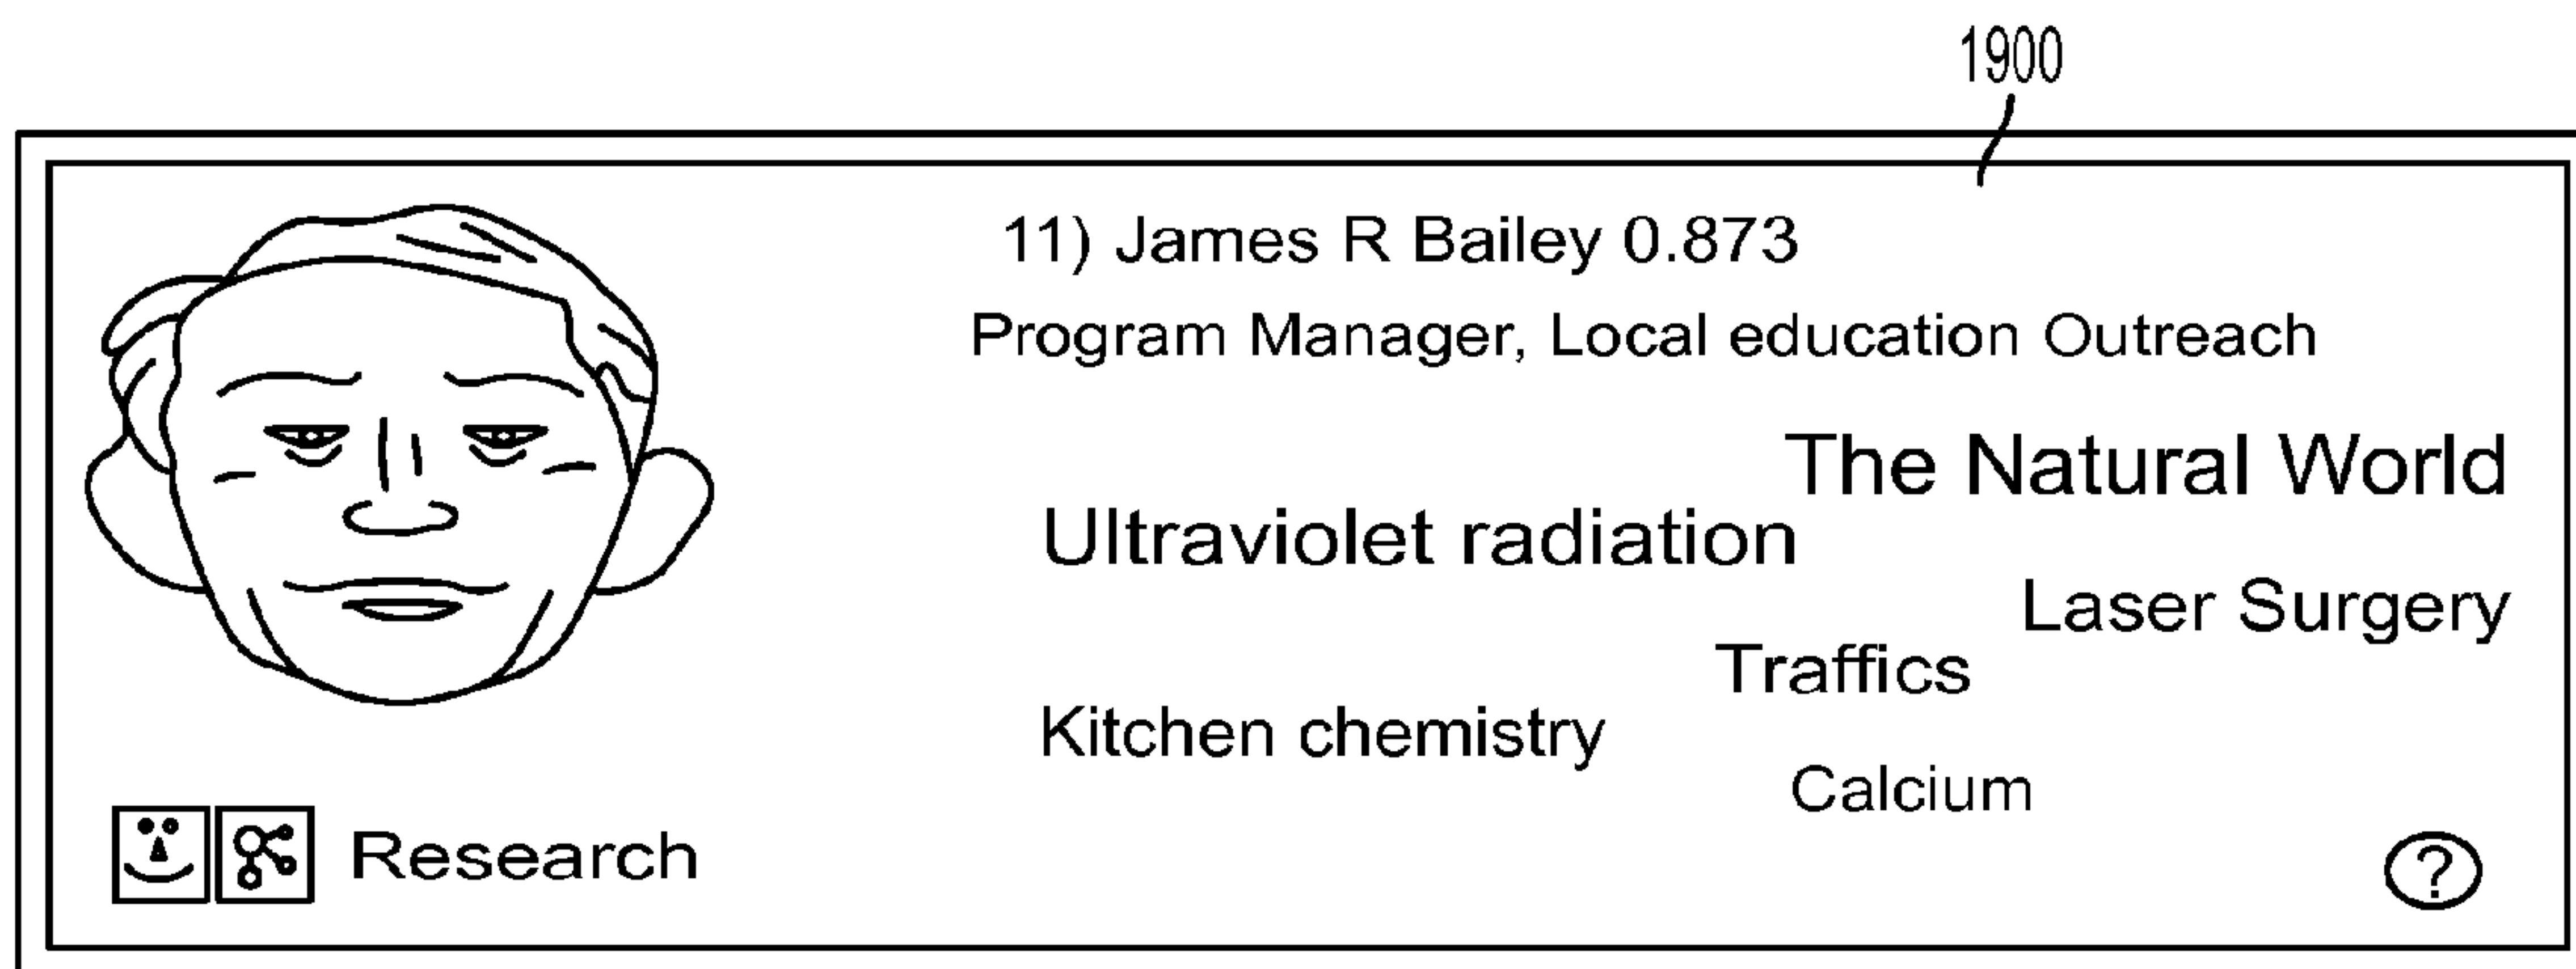 1900
11) James R Bailey 0.873
Program Manager, Local education Outreach
The Natural World
Ultraviolet radiation
Laser Surgery
Traffics
Kitchen chemistry
Calcium
Research
?